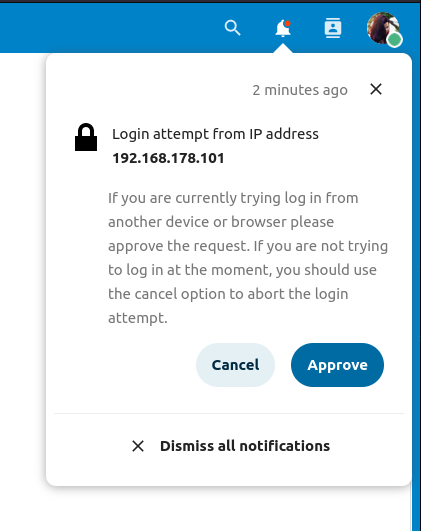 2 minutes ago
Login attempt from IP address
192.168.178.101
If you are currently trying log in from
another device or browser please
approve the request. If you are not trying
to log in at the moment, you should use
the cancel option to abort the login
attempt.
Cancel
Approve
Dismiss all notifications